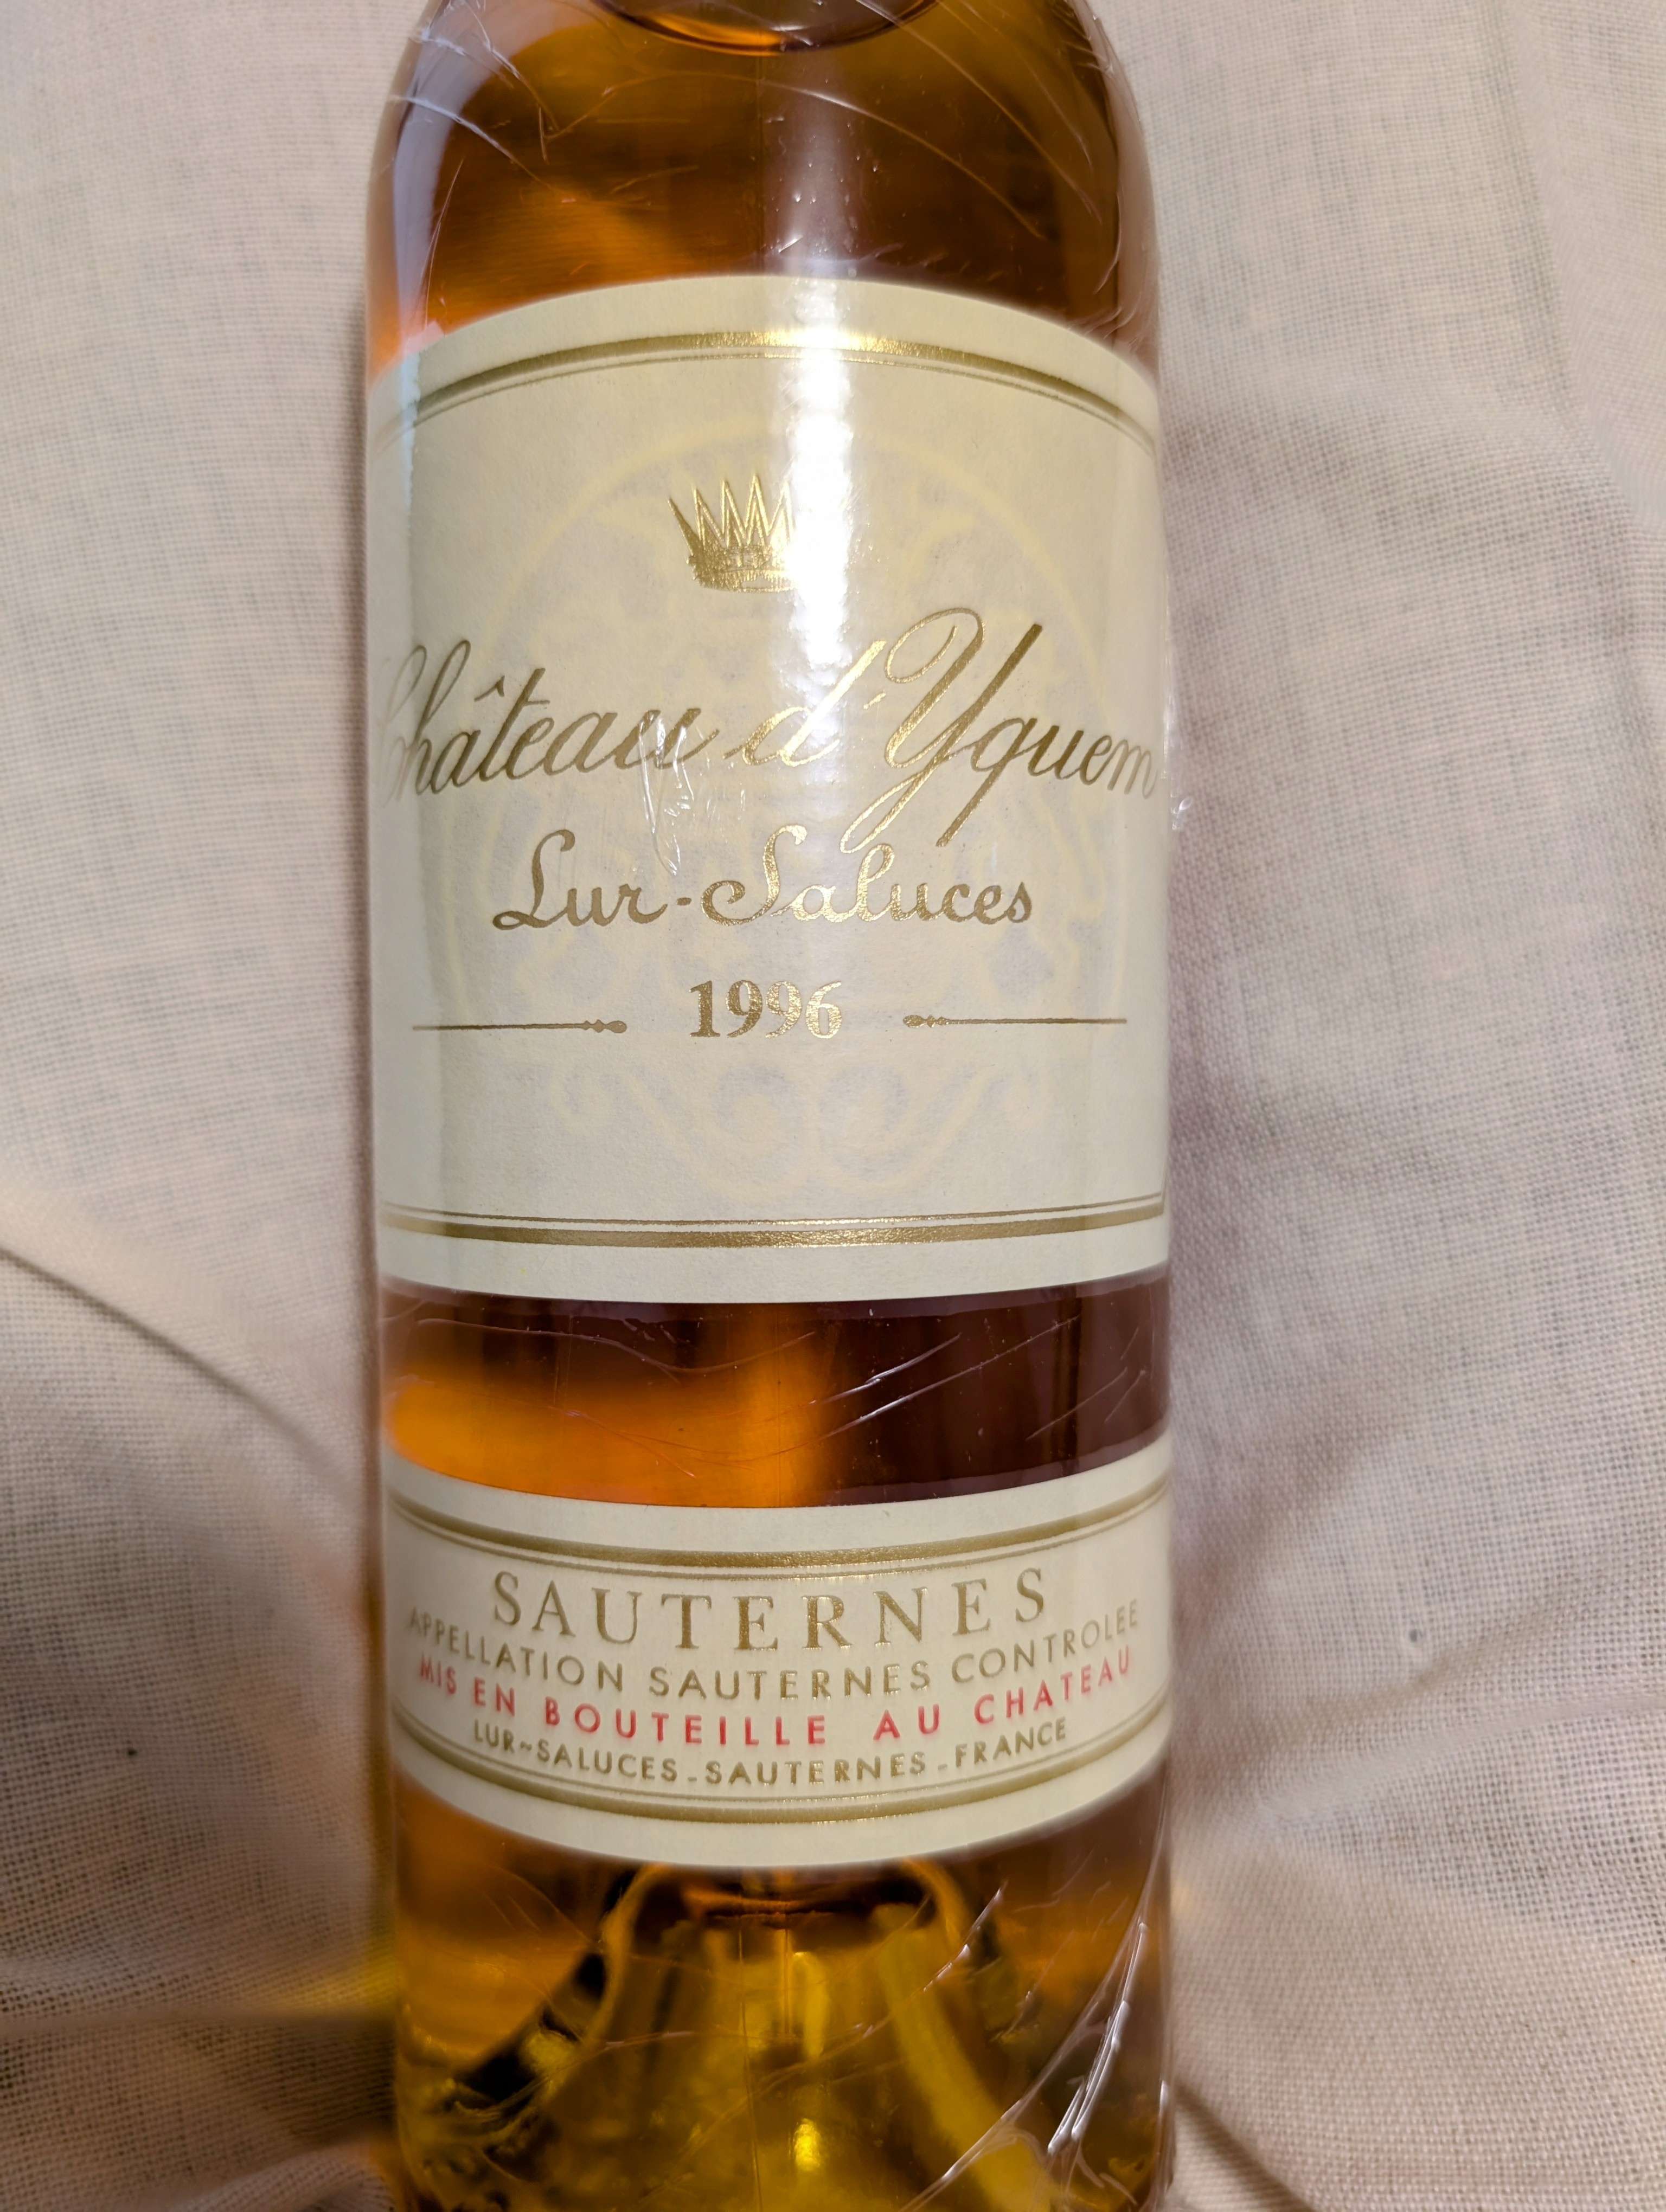 Château d'Yquem
Lur-Saluces
1996
SAUTERNES
APPELLATION SAUTERNES CONTROLEE
MIS EN BOUTEILLE AU CHATEAU
LUR~SALUCES-SAUTERNES-FRANCE